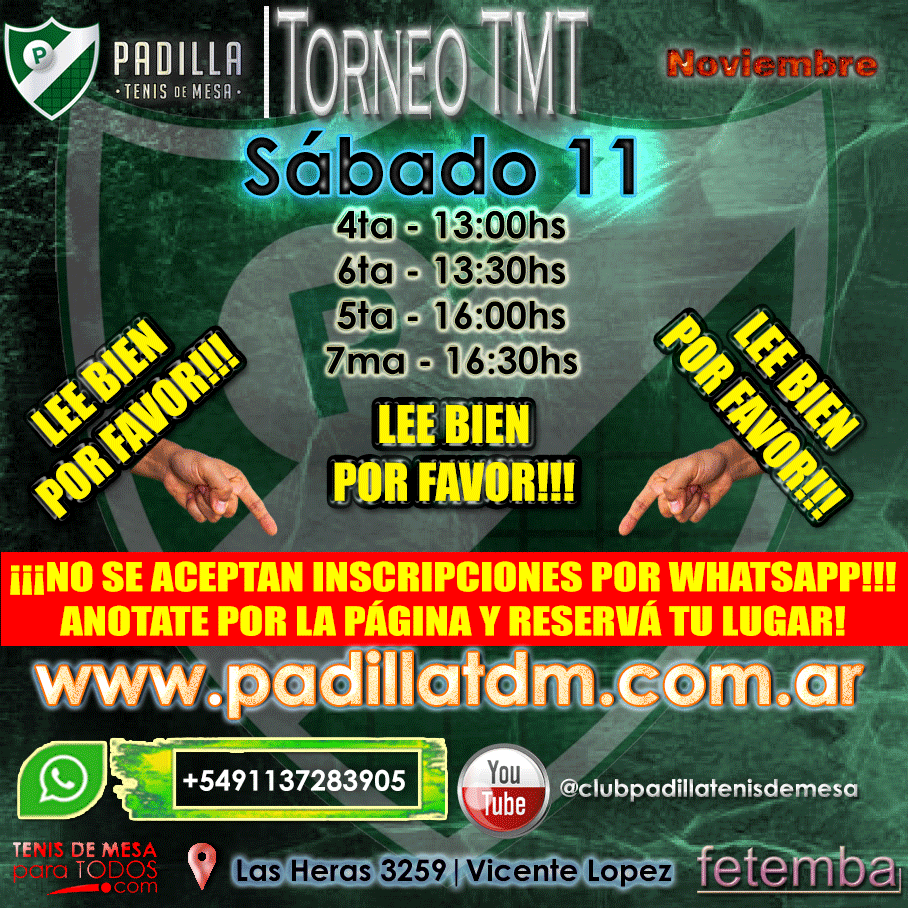 P
PADILLA
· TENIS DE MESA ·
TORNEO TMT
Noviembre
Sábado 11
4ta - 13:00hs
6ta - 13:30hs
5ta - 16:00hs
7ma - 16:30hs
LEE BIEN
POR FAVOR!!!
LEE BIEN
POR FAVOR!!!
LEE BIEN
POR FAVOR!!!
¡¡¡NO SE ACEPTAN INSCRIPCIONES POR WHATSAPP!!!
ANOTATE POR LA PÁGINA Y RESERVÁ TU LUGAR!
www.padillatdm.com.ar
+5491137283905
You
Tube
@clubpadillatenisdemesa
TENIS DE MESA
para TODOS
.com
Las Heras 3259|Vicente Lopez
fetemba